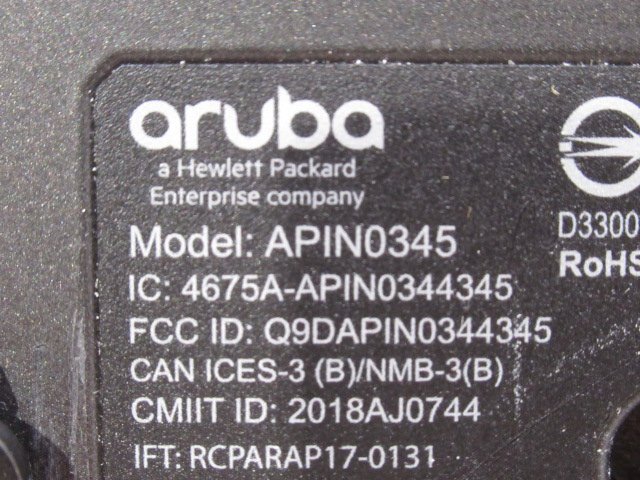 aruba
a Hewlett Packard
Enterprise company
Model: APIN0345
IC: 4675A-APIN0344345
FCC ID: Q9DAPIN0344345
CAN ICES-3 (B)/NMB-3(B)
CMIIT ID: 2018AJ0744
IFT: RCPARAP17-0131
D3300
RoHS